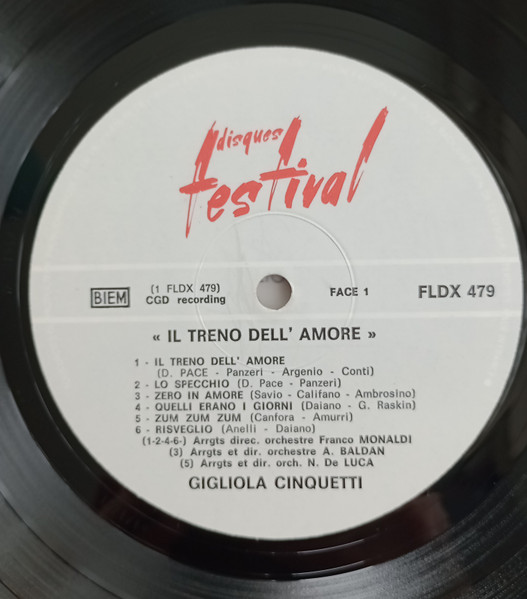 disques
festival
BIEM
(1 FLDX 479)
CGD recording
FACE 1
FLDX 479
« IL TRENO DELL' AMORE »
1 - IL TRENO DELL' AMORE
(D. PACE - Panzeri - Argenio - Conti)
2 - LO SPECCHIO (D. Pace - Panzeri)
3 - ZERO IN AMORE (Savio - Califano - Ambrosino)
4 - QUELLI ERANO I GIORNI (Daiano - G. Raskin)
5 - ZUM ZUM ZUM (Canfora - Amurri)
6 - RISVEGLIO (Anelli - Daiano)
(1-2-4-6-) Arrgts direc. orchestre Franco MONALDI
(3) Arrgts et dir. orchestre A. BALDAN
(5) Arrgts et dir. orch. N. De LUCA
GIGLIOLA CINQUETTI